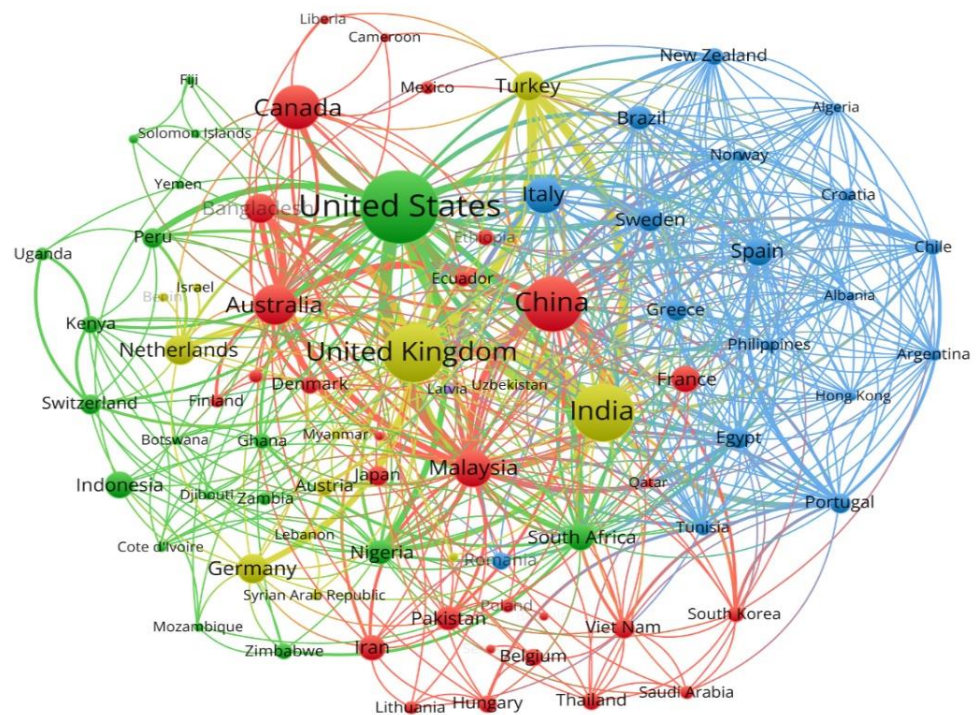 Liberia
Cameroon
New Zealand
Fiji
Mexico
Turkey
Canada
Algeria
Brazil
Solomon Islands
Norway
Yemen
Italy
Croatia
Bangladesh
United States
Sweden
Peru
Ethiopia
Chile
Uganda
Spain
Ecuador
Israel
Benin
Albania
Australia
China
Greece
Kenya
Philippines
Netherlands
United Kingdom
Argentina
Denmark
Latvia
Uzbekistan
France
Hong Kong
Switzerland
Finland
India
Botswana
Ghana
Myanmar
Egypt
Malaysia
Indonesia
Japan
Qatar
Djibouti
Zambia
Austria
Portugal
Tunisia
Lebanon
South Africa
Cote d'Ivoire
Nigeria
Germany
Romania
Syrian Arab Republic
Poland
South Korea
Mozambique
Pakistan
Viet Nam
Zimbabwe
Iran
Belgium
Saudi Arabia
Lithuania
Hungary
Thailand